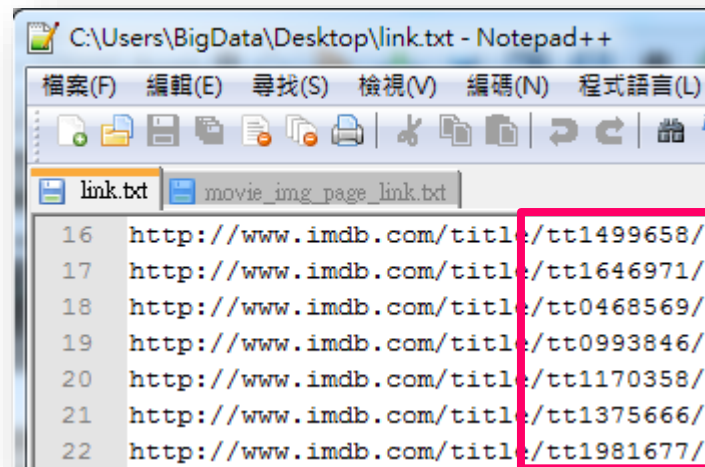 C:\Users\BigData\Desktop\link.txt - Notepad++
檔案(F) 編輯(E) 尋找(S) 檢視(V) 編碼(N) 程式語言(L)
link.txt movie_img_page_link.txt
16 http://www.imdb.com/title/tt1499658/
17 http://www.imdb.com/title/tt1646971/
18 http://www.imdb.com/title/tt0468569/
19 http://www.imdb.com/title/tt0993846/
20 http://www.imdb.com/title/tt1170358/
21 http://www.imdb.com/title/tt1375666/
22 http://www.imdb.com/title/tt1981677/